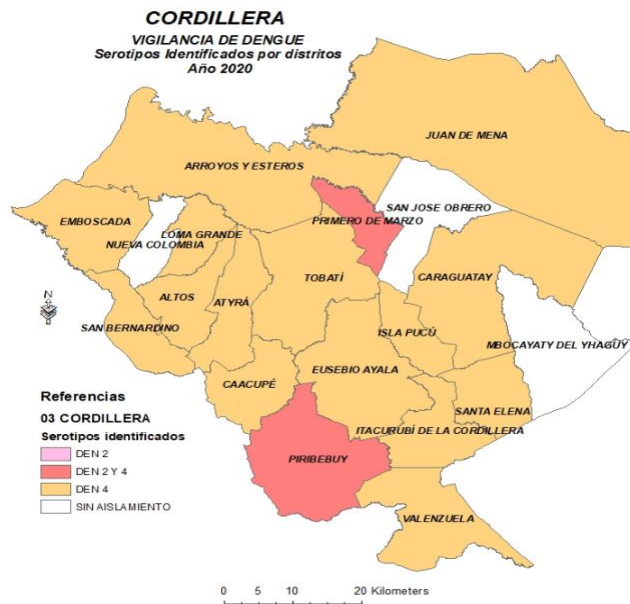 CORDILLERA
VIGILANCIA DE DENGUE
Serotipos Identificados por distritos
Año 2020
JUAN DE MENA
ARROYOS Y ESTEROS
SAN JOSE OBRERO
PRIMERO DE MARZO
EMBOSCADA
LOMA GRANDE
NUEVA COLOMBIA
CARAGUATAY
TOBATÍ
ALTOS
ATYRÁ
N
ISLA PUCÚ
SAN BERNARDINO
MBOCAYATY DEL YHAGUY
EUSEBIO AYALA
CAACUPÉ
SANTA ELENA
ITACURUBÍ DE LA CORDILLERA
PIRIBEBUY
VALENZUELA
Referencias
03 CORDILLERA
Serotipos identificados
DEN 2
DEN 2 Y 4
DEN 4
SIN AISLAMIENTO
0 5 10 20 Kilometers